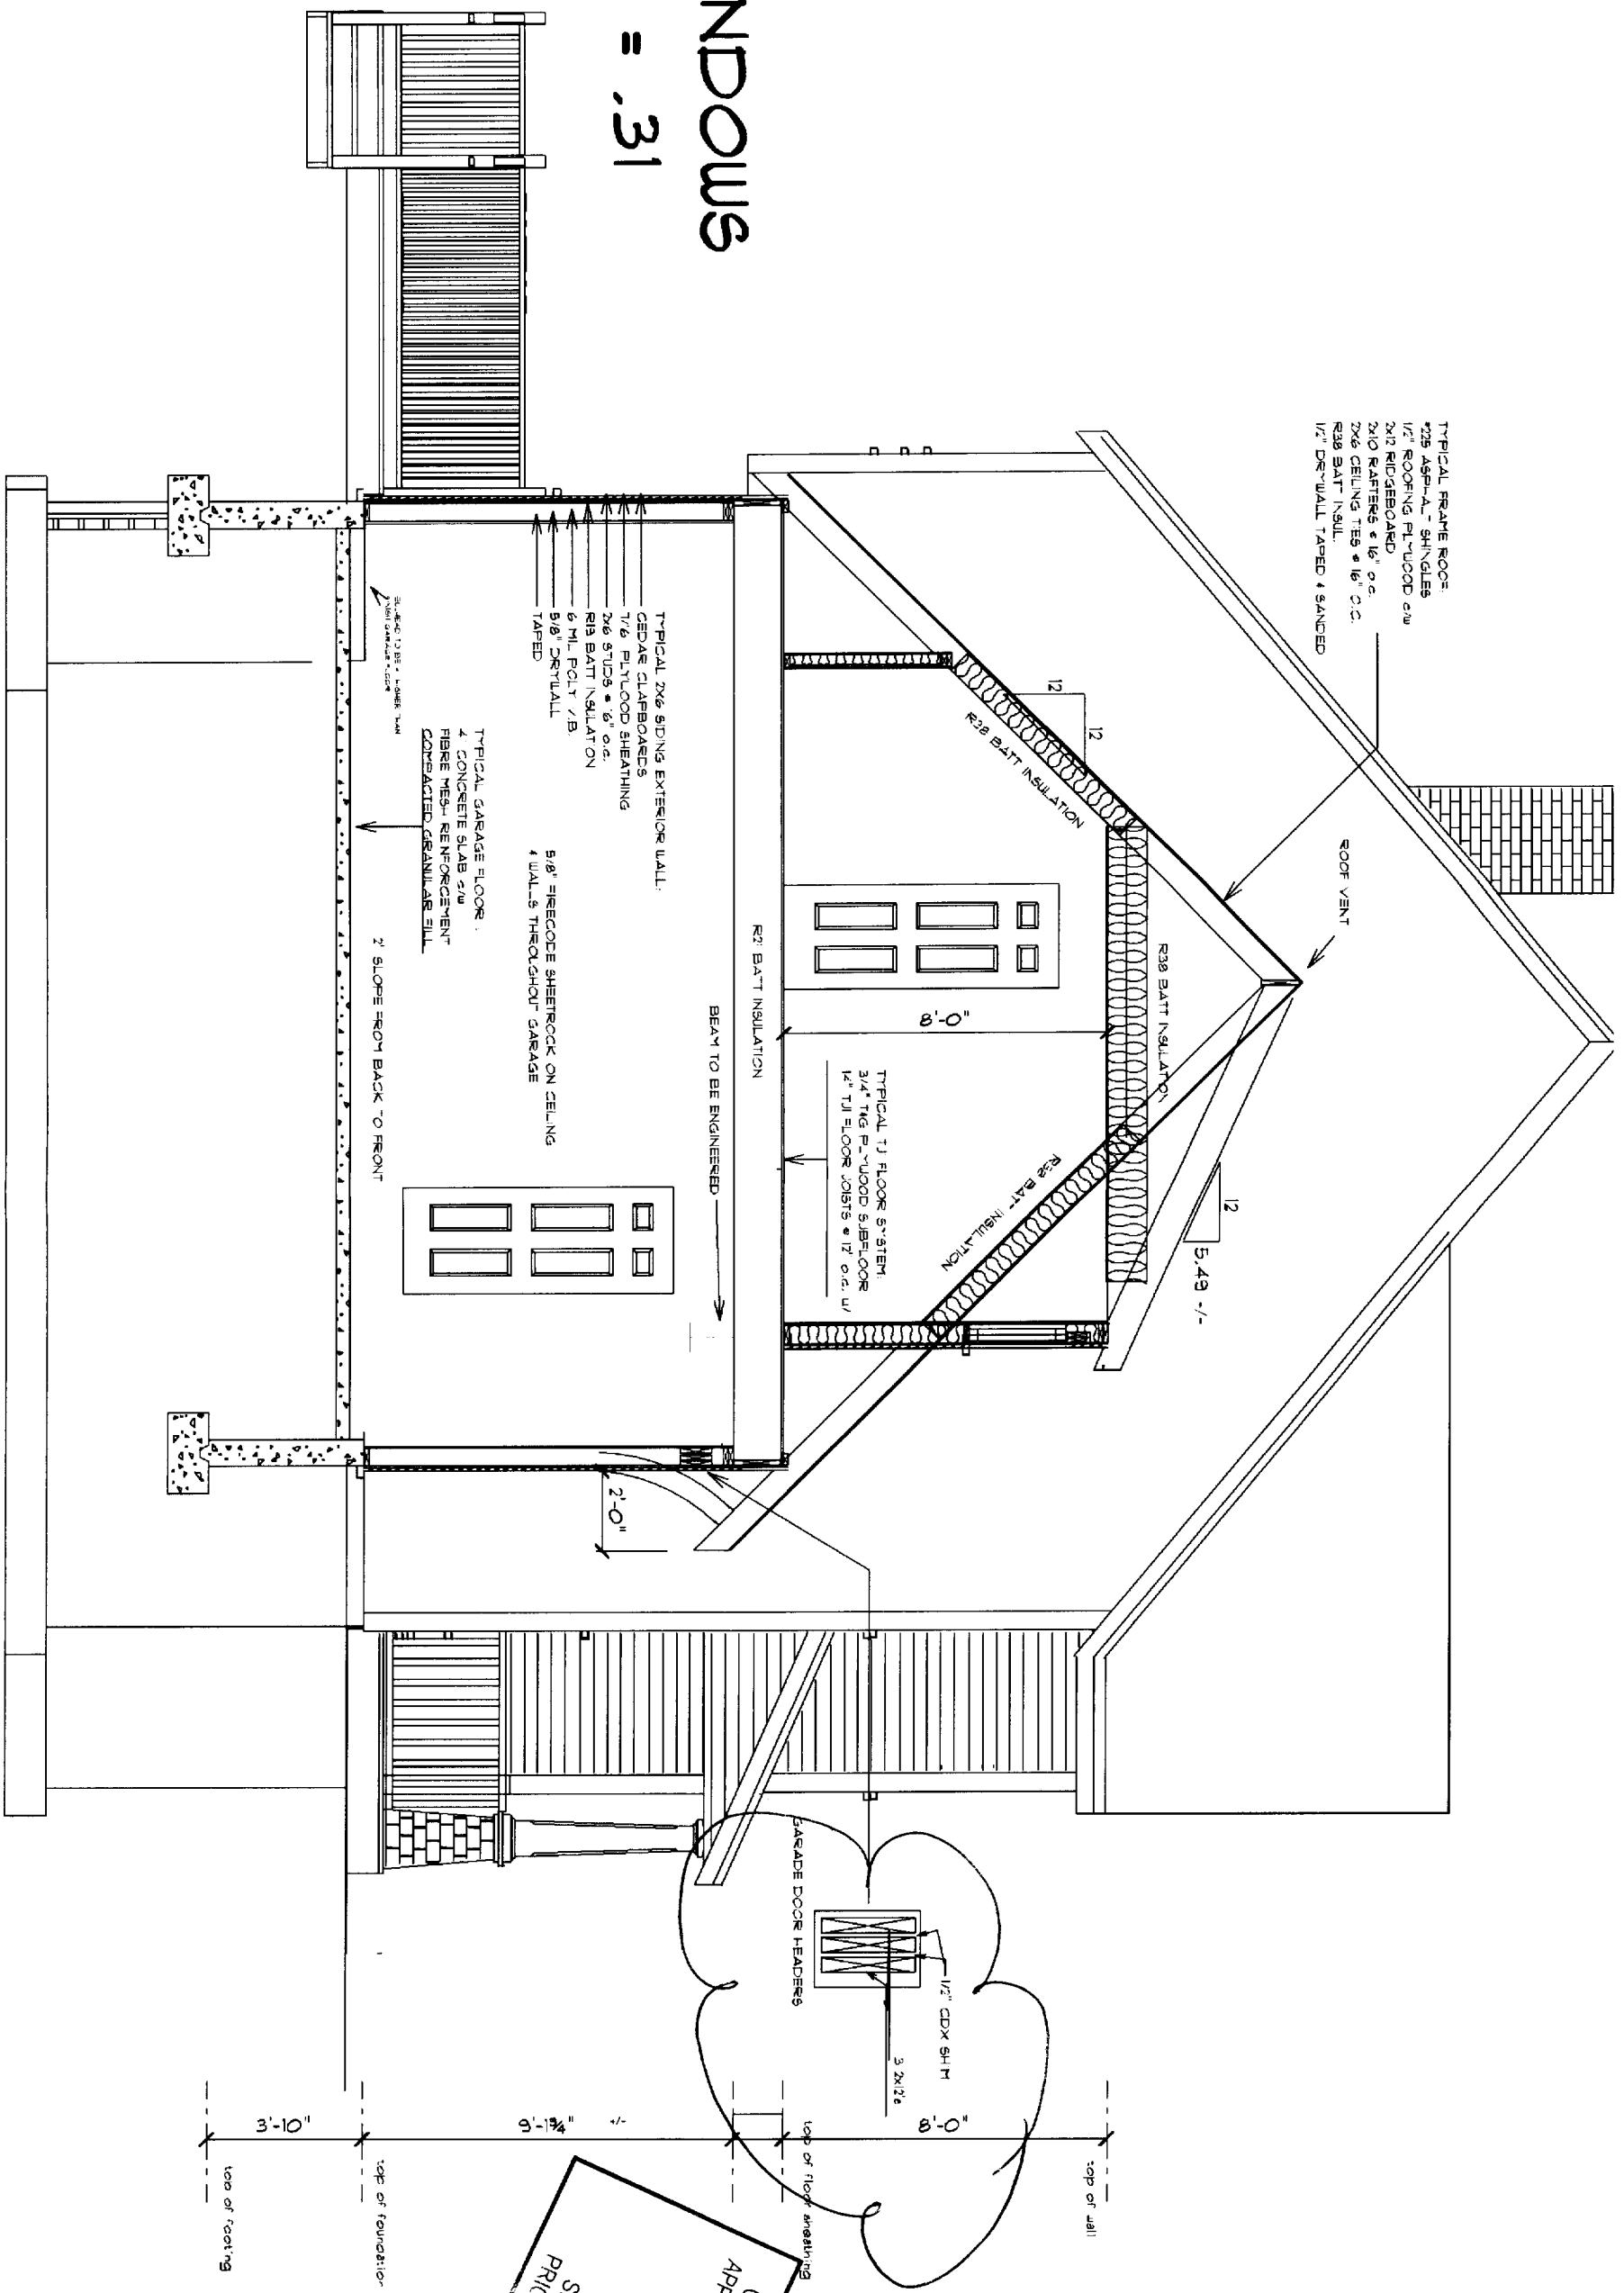 NDOWS
= .31
TYPICAL FRAME ROOF:
1/2" ROOFING PLYWOOD c/w
2x12 RIDGEBOARD
2x10 RAFTERS @ 16" o.c.
2X6 CEILING TIES @ 16" O.C.
R38 BATT INSUL.
1/2" DRYWALL TAPED & SANDED
ROOF VENT
12
12
R38 BATT INSULATION
R38 BATT INSULATION
R38 BATT INSULATION
12
5.49 +/-
8'-0"
TYPICAL TJI FLOOR SYSTEM:
3/4" T&G PLYWOOD SUBFLOOR
14" TJI FLOOR JOISTS @ 12" o.c. w/
R21 BATT INSULATION
BEAM TO BE ENGINEERED
TYPICAL 2X6 SIDING EXTERIOR WALL:
CEDAR CLAPBOARDS
7/16 PLYWOOD SHEATHING
2x6 STUDS @ 16" o.c.
R19 BATT INSULATION
6 MIL POLY V.B.
5/8" DRYWALL
TAPED
5/8" FIRECODE SHEETROCK ON CEILING
& WALLS THROUGHOUT GARAGE
TYPICAL GARAGE FLOOR :
4" CONCRETE SLAB c/w
FIBRE MESH REINFORCEMENT
COMPACTED GRANULAR FILL
2" SLOPE FROM BACK TO FRONT
2'-0"
GARADE DOOR HEADERS
1/2" CDX SHIM
3 2x12's
8'-0"
9'-1 3/4" +/-
3'-10"
top of wall
top of floor sheathing
top of foundation
top of footing